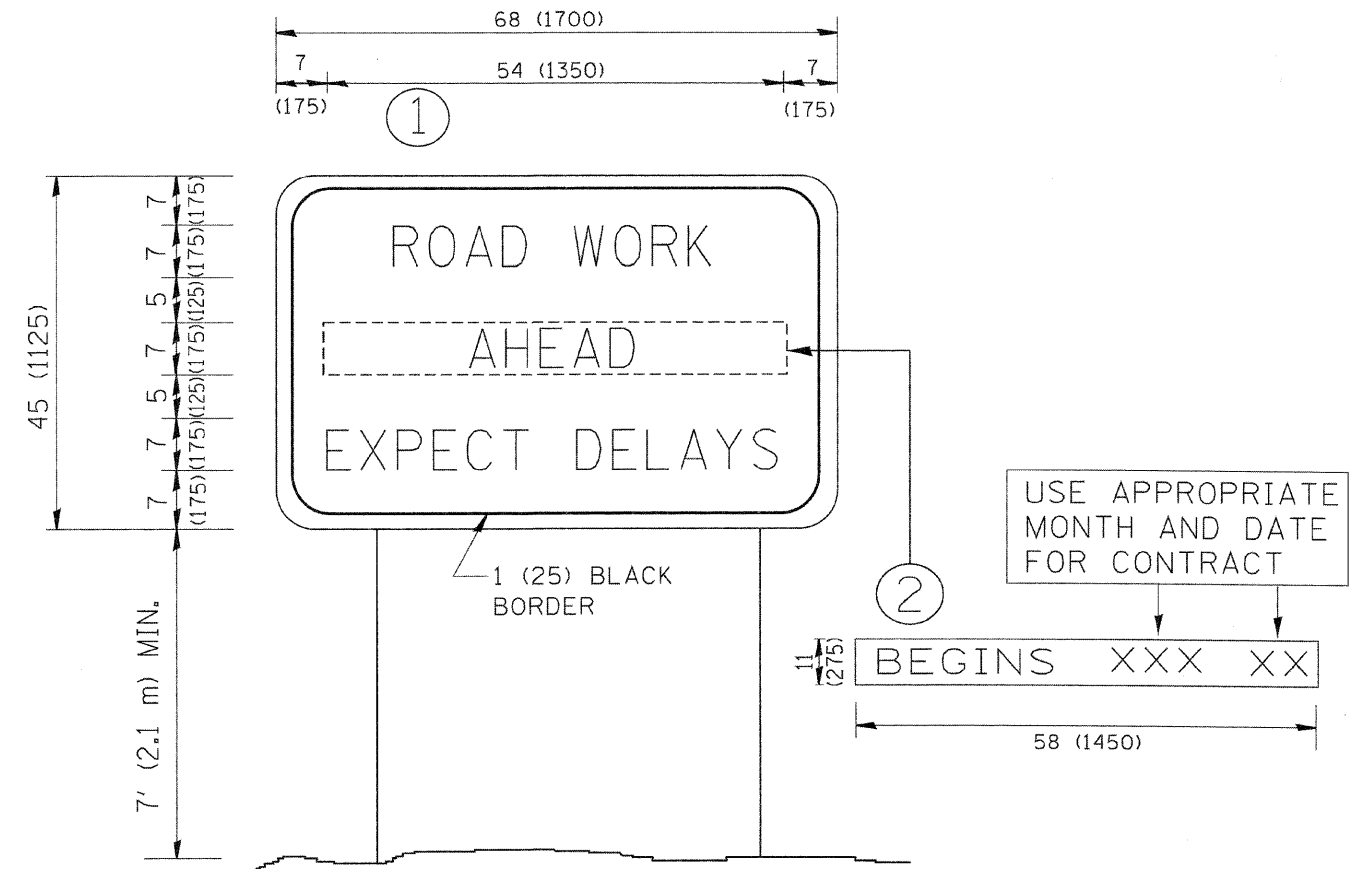 68 (1700)
7
54 (1350)
7
(175)
(175)
1
45 (1125)
7 (175)
7 (175)
5 (125)
7 (175)
5 (125)
7 (175)
7 (175)
ROAD WORK
AHEAD
EXPECT DELAYS
1 (25) BLACK
BORDER
7' (2.1 m) MIN.
2
USE APPROPRIATE
MONTH AND DATE
FOR CONTRACT
11
(275)
BEGINS XXX XX
58 (1450)